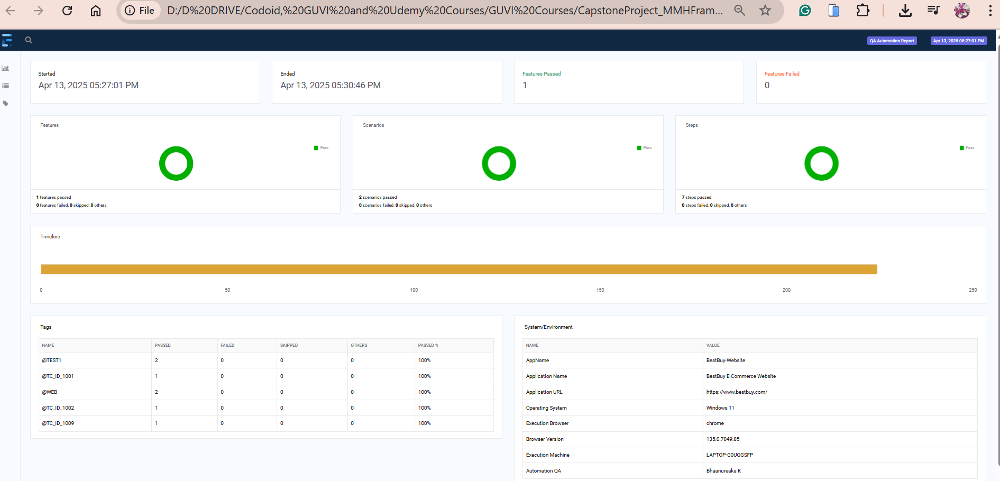 File D:/D%20DRIVE/Codoid,%20GUVI%20and%20Udemy%20Courses/GUVI%20Courses/CapstoneProject_MMHFram...
QA Automation Report Apr 13, 2025 05:27:01 PM
Started
Apr 13, 2025 05:27:01 PM
Ended
Apr 13, 2025 05:30:46 PM
Features Passed
1
Features Failed
0
Features
Pass
1 features passed
0 features failed, 0 skipped, 0 others
Scenarios
Pass
2 scenarios passed
0 scenarios failed, 0 skipped, 0 others
Steps
Pass
7 steps passed
0 steps failed, 0 skipped, 0 others
Timeline
0 50 100 150 200 250
Tags
NAME PASSED FAILED SKIPPED OTHERS PASSED %
@TEST1 2 0 0 0 100%
@TC_ID_1001 1 0 0 0 100%
@WEB 2 0 0 0 100%
@TC_ID_1002 1 0 0 0 100%
@TC_ID_1009 1 0 0 0 100%
System/Environment
NAME VALUE
AppName BestBuy-Website
Application Name BestBuy E-Commerce Website
Application URL https://www.bestbuy.com/
Operating System Windows 11
Execution Browser chrome
Browser Version 135.0.7049.85
Execution Machine LAPTOP-G0UQGSFP
Automation QA Bhaanureaka K